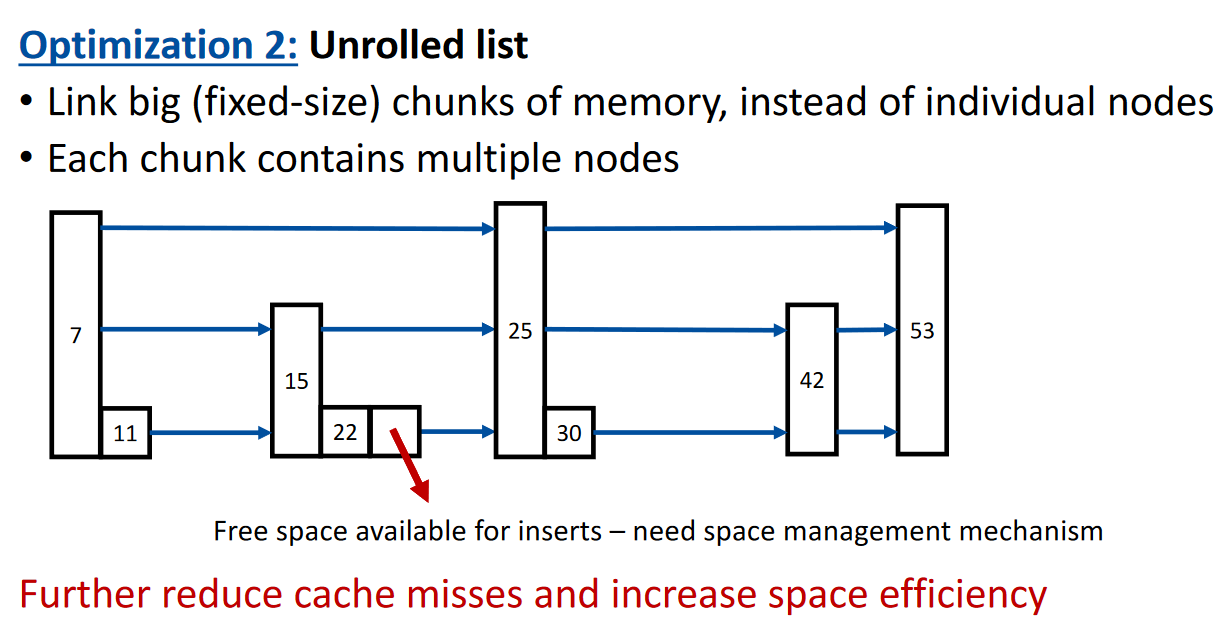 Optimization 2: Unrolled list
• Link big (fixed-size) chunks of memory, instead of individual nodes
• Each chunk contains multiple nodes
7
11
15
22
25
30
42
53
Free space available for inserts – need space management mechanism
Further reduce cache misses and increase space efficiency